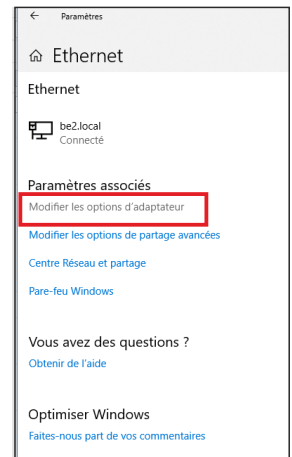 Paramètres
Ethernet
Ethernet
be2.local
Connecté
Paramètres associés
Modifier les options d'adaptateur
Modifier les options de partage avancées
Centre Réseau et partage
Pare-feu Windows
Vous avez des questions ?
Obtenir de l'aide
Optimiser Windows
Faites-nous part de vos commentaires